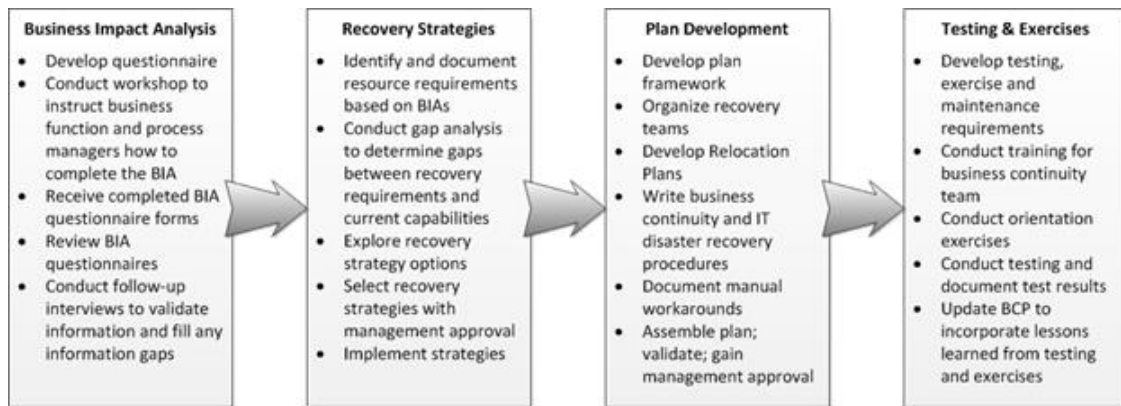 Business Impact Analysis
• Develop questionnaire
• Conduct workshop to
instruct business
function and process
managers how to
complete the BIA
• Receive completed BIA
questionnaire forms
• Review BIA
questionnaires
• Conduct follow-up
interviews to validate
information and fill any
information gaps
Recovery Strategies
• Identify and document
resource requirements
based on BIAs
• Conduct gap analysis
to determine gaps
between recovery
requirements and
current capabilities
• Explore recovery
strategy options
• Select recovery
strategies with
management approval
• Implement strategies
Plan Development
• Develop plan
framework
• Organize recovery
teams
• Develop Relocation
Plans
• Write business
continuity and IT
disaster recovery
procedures
• Document manual
workarounds
• Assemble plan;
validate; gain
management approval
Testing & Exercises
• Develop testing,
exercise and
maintenance
requirements
• Conduct training for
business continuity
team
• Conduct orientation
exercises
• Conduct testing and
document test results
• Update BCP to
incorporate lessons
learned from testing
and exercises